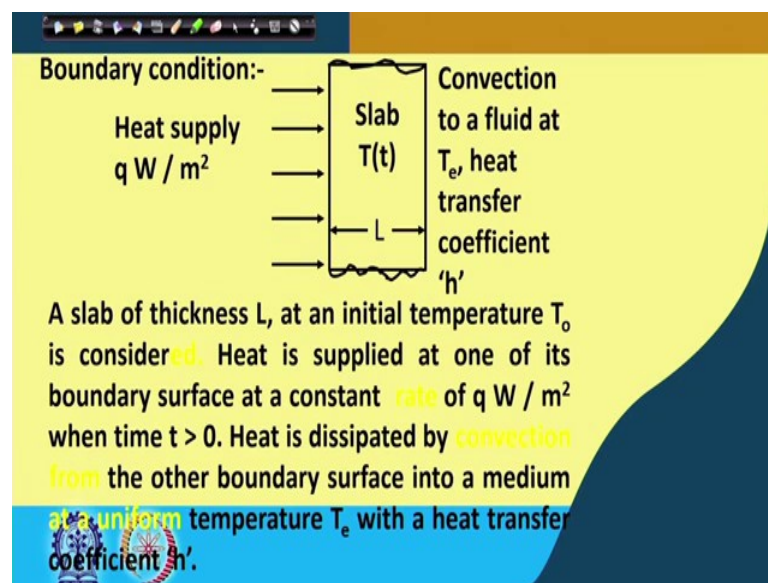 Boundary condition:-
Heat supply
q W / m²
Slab
T(t)
L
Convection
to a fluid at
Tₑ, heat
transfer
coefficient
‘h’
A slab of thickness L, at an initial temperature Tₒ
is considered. Heat is supplied at one of its
boundary surface at a constant rate of q W / m²
when time t > 0. Heat is dissipated by convection
from the other boundary surface into a medium
at a uniform temperature Tₑ with a heat transfer
coefficient ‘h’.